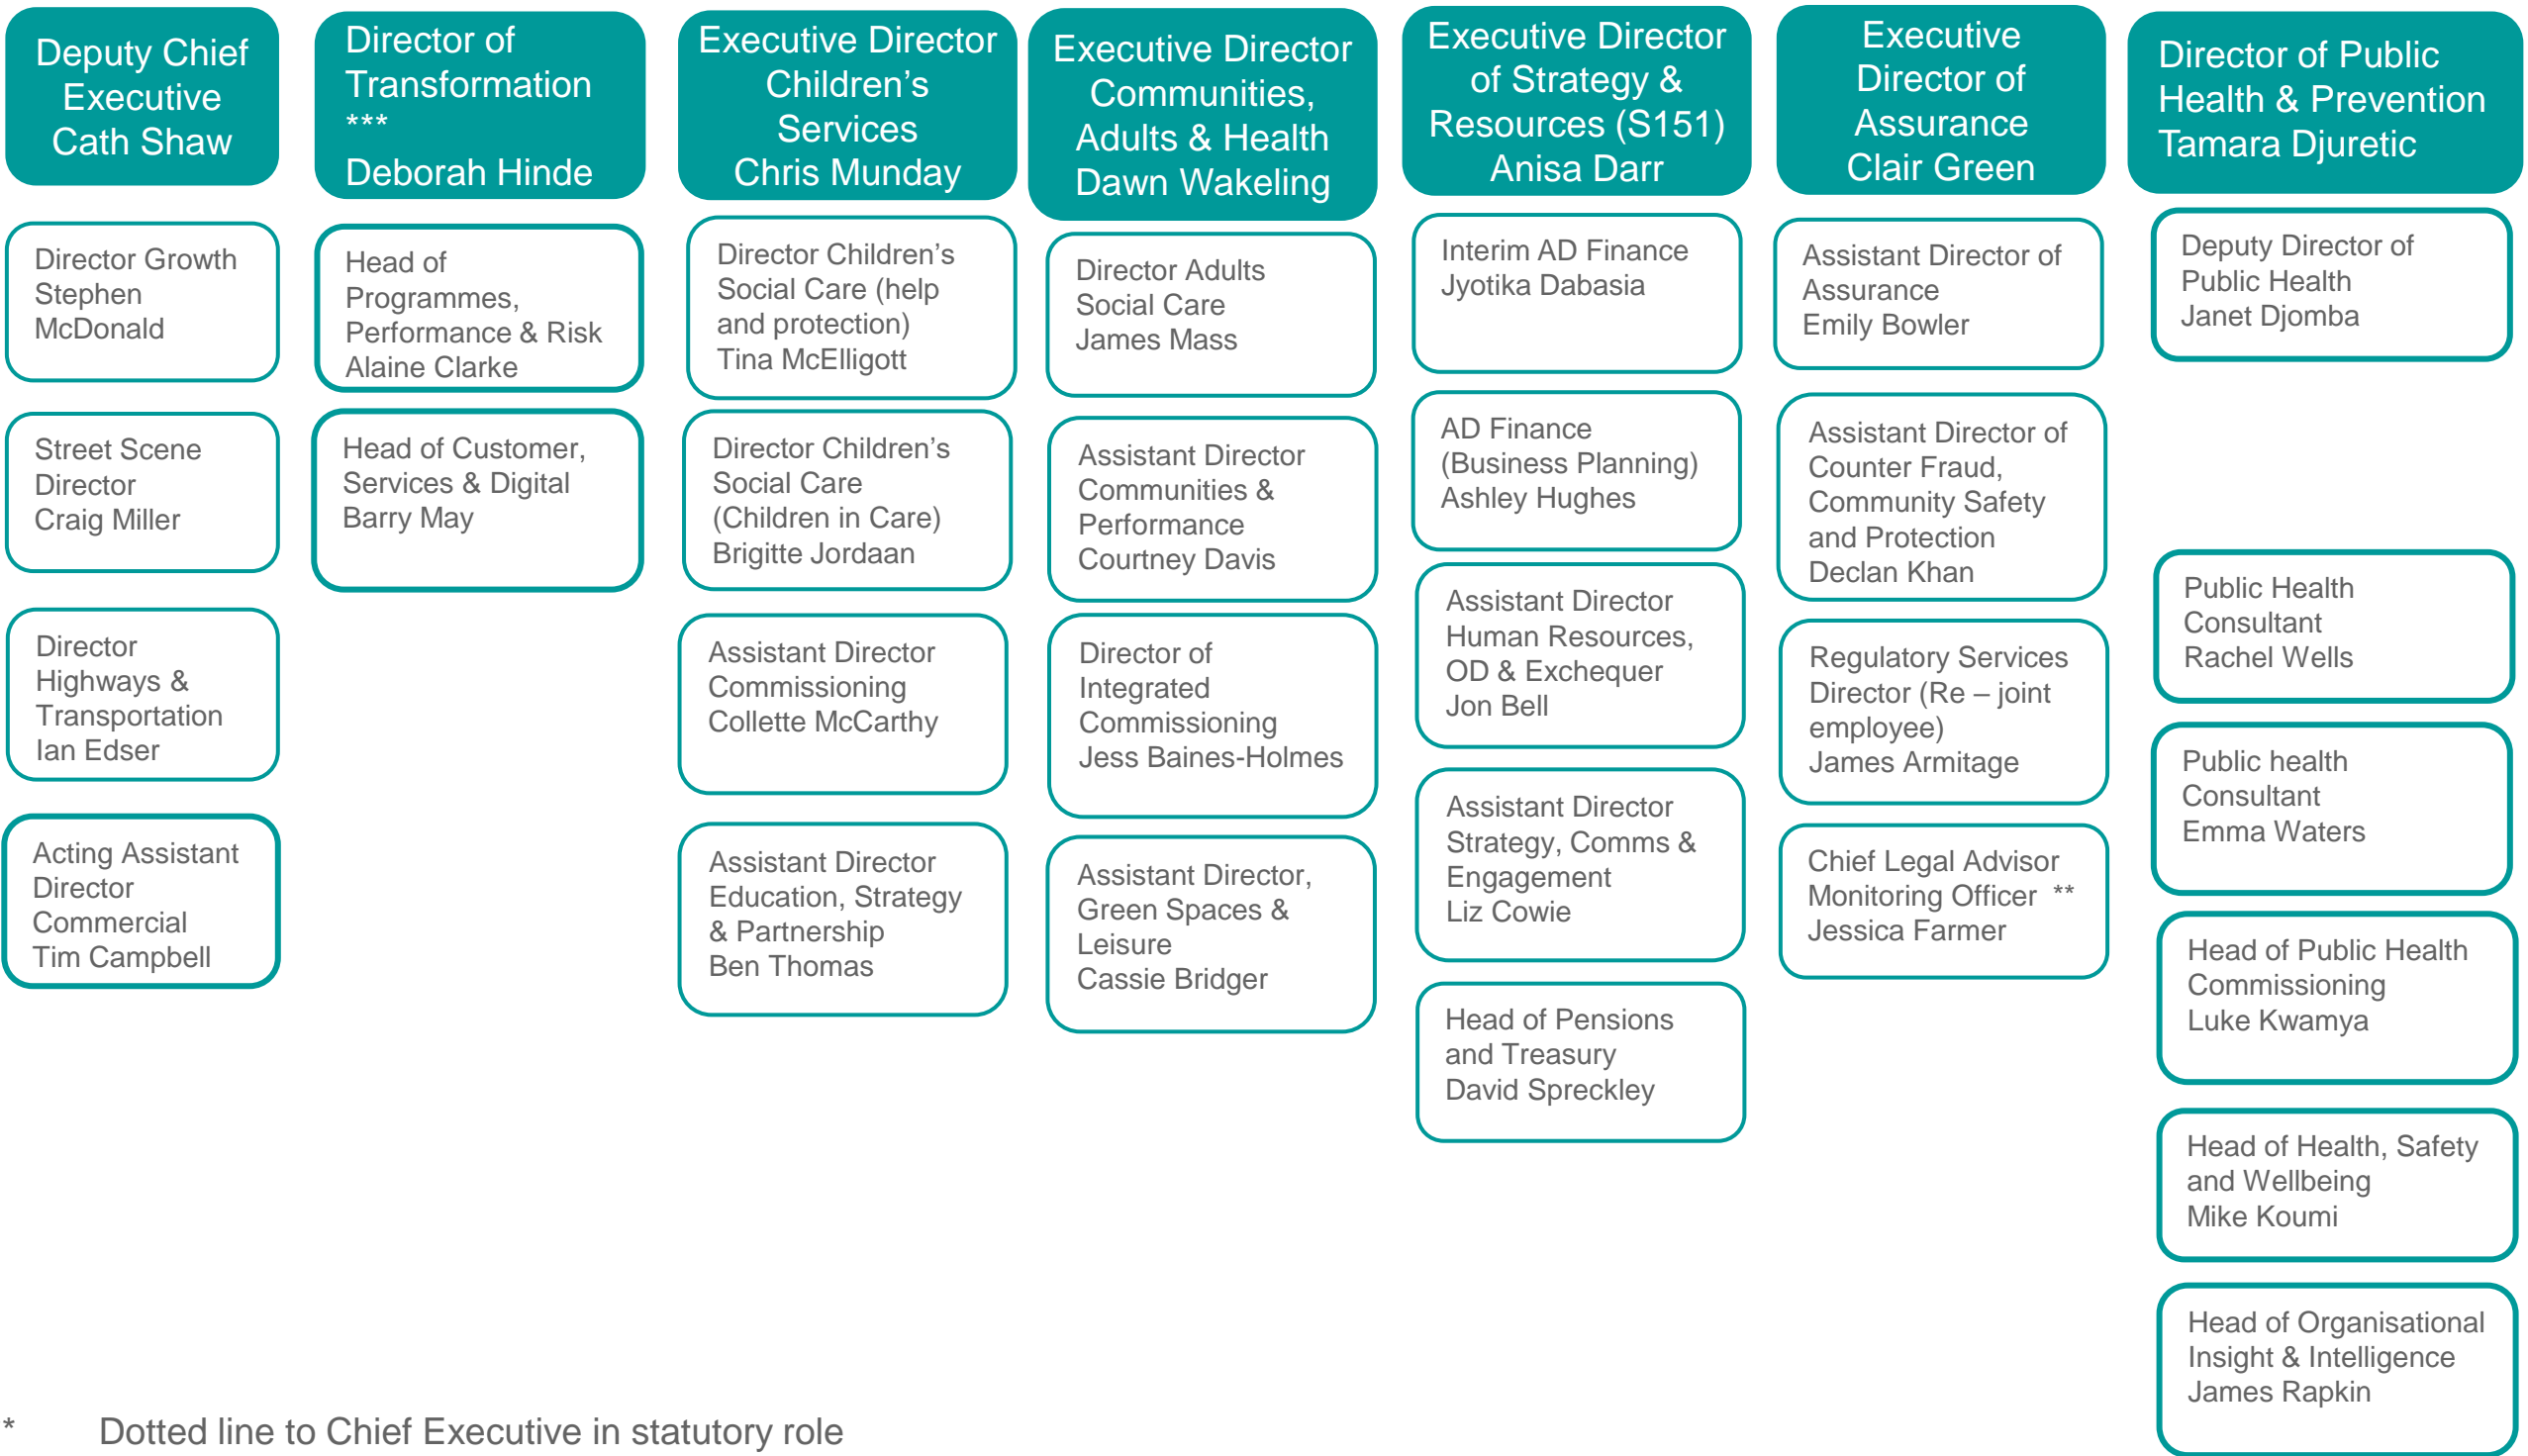 Deputy Chief
Executive
Cath Shaw
Director Growth
Stephen
McDonald
Street Scene
Director
Craig Miller
Director
Highways &
Transportation
Ian Edser
Acting Assistant
Director
Commercial
Tim Campbell
Director of
Transformation
***
Deborah Hinde
Head of
Programmes,
Performance & Risk
Alaine Clarke
Head of Customer,
Services & Digital
Barry May
Executive Director
Children’s
Services
Chris Munday
Director Children’s
Social Care (help
and protection)
Tina McElligott
Director Children’s
Social Care
(Children in Care)
Brigitte Jordaan
Assistant Director
Commissioning
Collette McCarthy
Assistant Director
Education, Strategy
& Partnership
Ben Thomas
Executive Director
Communities,
Adults & Health
Dawn Wakeling
Director Adults
Social Care
James Mass
Assistant Director
Communities &
Performance
Courtney Davis
Director of
Integrated
Commissioning
Jess Baines-Holmes
Assistant Director,
Green Spaces &
Leisure
Cassie Bridger
Executive Director
of Strategy &
Resources (S151)
Anisa Darr
Interim AD Finance
Jyotika Dabasia
AD Finance
(Business Planning)
Ashley Hughes
Assistant Director
Human Resources,
OD & Exchequer
Jon Bell
Assistant Director
Strategy, Comms &
Engagement
Liz Cowie
Head of Pensions
and Treasury
David Spreckley
Executive
Director of
Assurance
Clair Green
Assistant Director of
Assurance
Emily Bowler
Assistant Director of
Counter Fraud,
Community Safety
and Protection
Declan Khan
Regulatory Services
Director (Re – joint
employee)
James Armitage
Chief Legal Advisor
Monitoring Officer **
Jessica Farmer
Director of Public
Health & Prevention
Tamara Djuretic
Deputy Director of
Public Health
Janet Djomba
Public Health
Consultant
Rachel Wells
Public health
Consultant
Emma Waters
Head of Public Health
Commissioning
Luke Kwamya
Head of Health, Safety
and Wellbeing
Mike Koumi
Head of Organisational
Insight & Intelligence
James Rapkin
* Dotted line to Chief Executive in statutory role